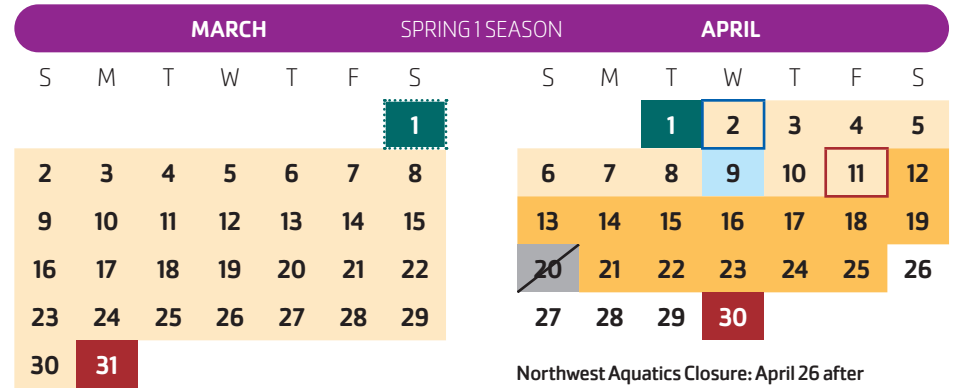 MARCH SPRING 1 SEASON APRIL
S M T W T F S
1
2 3 4 5 6 7 8
9 10 11 12 13 14 15
16 17 18 19 20 21 22
23 24 25 26 27 28 29
30 31
S M T W T F S
1 2 3 4 5
6 7 8 9 10 11 12
13 14 15 16 17 18 19
20 21 22 23 24 25 26
27 28 29 30
Northwest Aquatics Closure: April 26 after